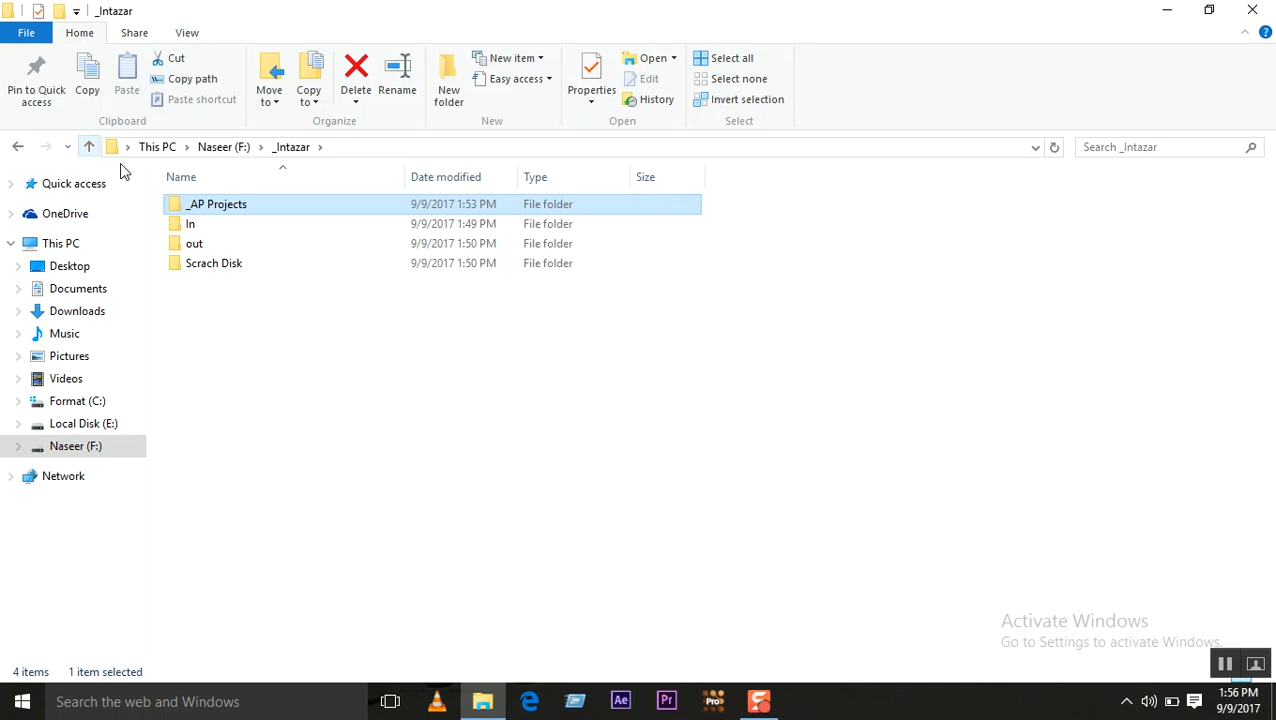 _Intazar
File Home Share View
Pin to Quick access
Copy
Paste
Cut
Copy path
Paste shortcut
Clipboard
Move to
Copy to
Delete
Rename
Organize
New folder
New item
Easy access
New
Properties
Open
Edit
History
Open
Select all
Select none
Invert selection
Select
This PC > Naseer (F:) > _Intazar >
Search _Intazar
Name Date modified Type Size
_AP Projects 9/9/2017 1:53 PM File folder
In 9/9/2017 1:49 PM File folder
out 9/9/2017 1:50 PM File folder
Scrach Disk 9/9/2017 1:50 PM File folder
Quick access
OneDrive
This PC
Desktop
Documents
Downloads
Music
Pictures
Videos
Format (C:)
Local Disk (E:)
Naseer (F:)
Network
Activate Windows
Go to Settings to activate Windows.
4 items 1 item selected
Search the web and Windows
Ae
Pr
Pro
1:56 PM
9/9/2017